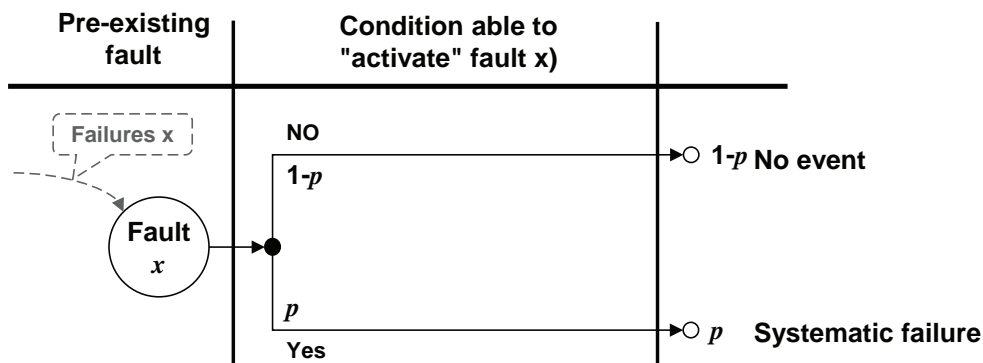 Pre-existing
fault
Condition able to
"activate" fault x)
Failures x
NO
1-p
1-p No event
Fault
x
p
Yes
p Systematic failure